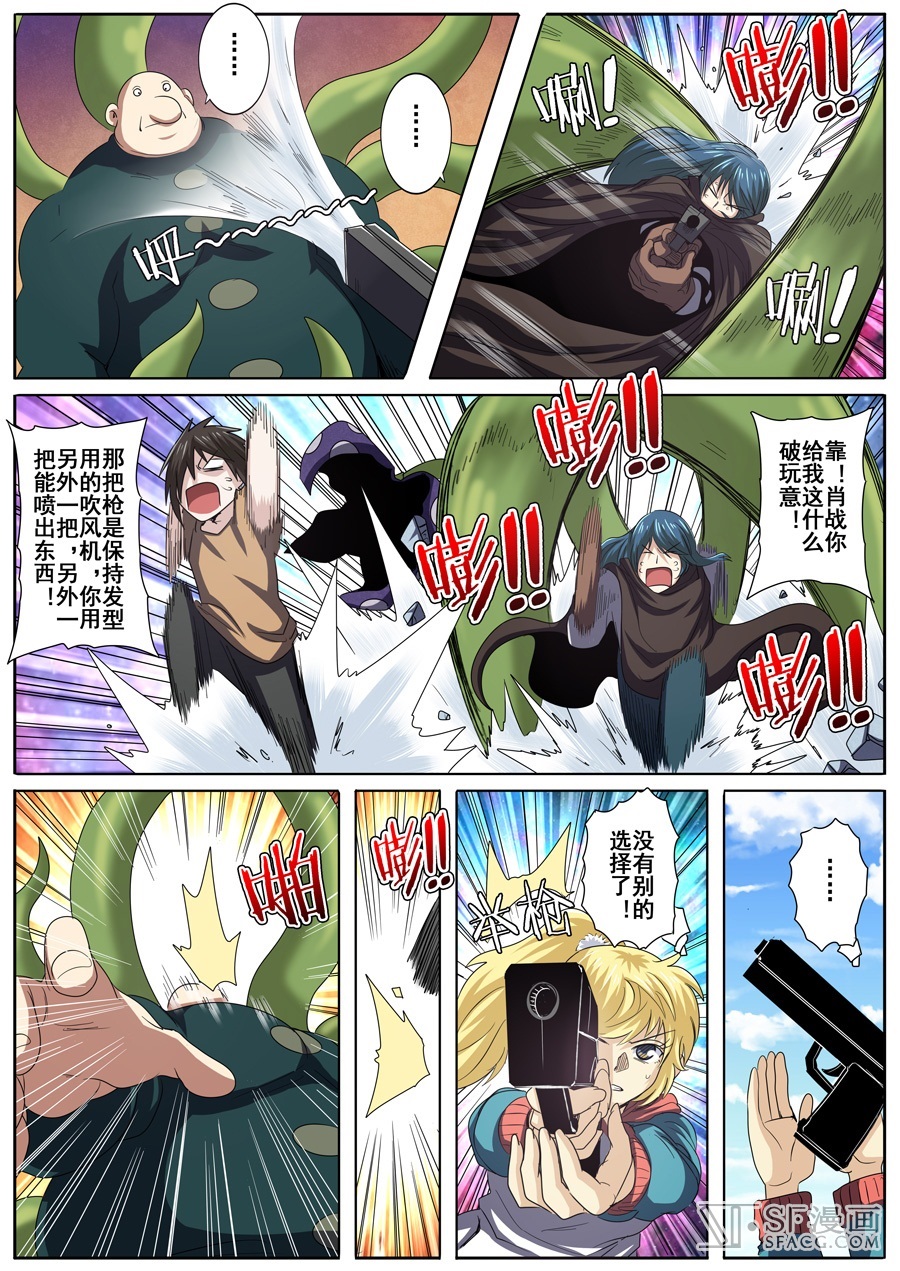 嘭!!
唰!
唰!
……
……
呼~~~~
靠!肖战你
给我这什么
破玩意!
嘭!!
嘭!!
嘭!!
那把枪是保持发型
用的吹风机,你用
另外一把,另外一
把能喷出东西!
……
没有别的
选择了!
举枪
嘭!!
啪
SF漫画
SFACG.COM